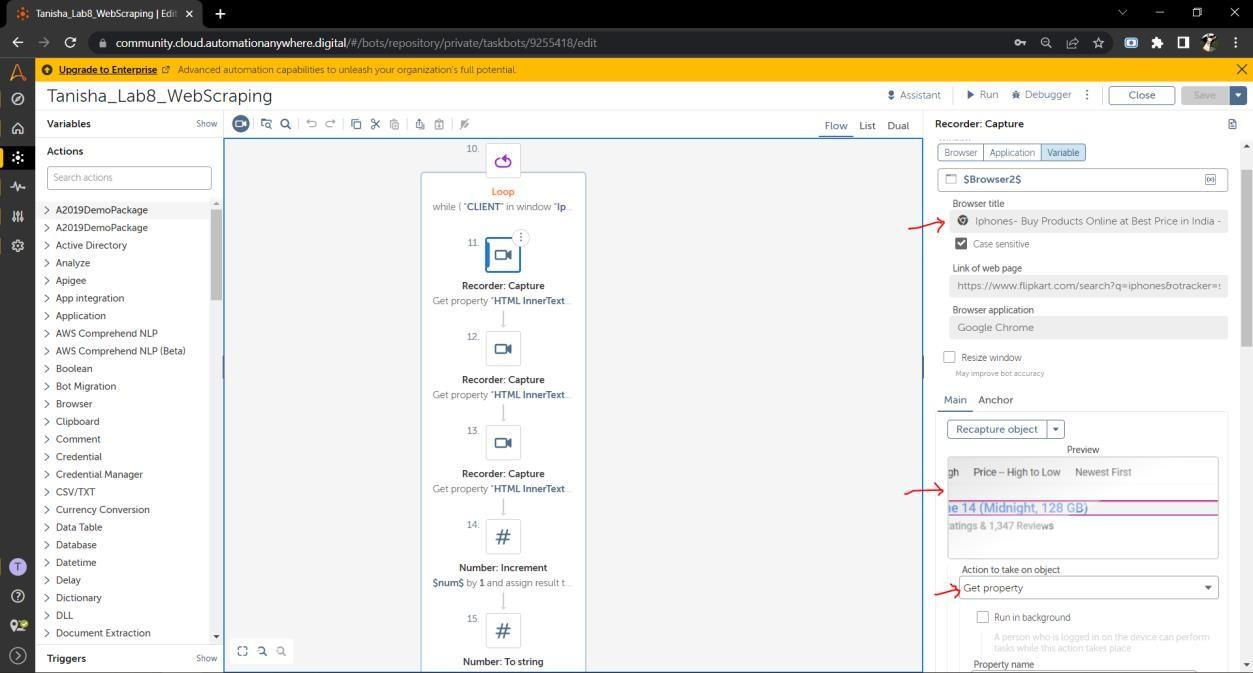 Tanisha_Lab8_WebScraping | Edit
community.cloud.automationanywhere.digital/#/bots/repository/private/taskbots/9255418/edit
Upgrade to Enterprise Advanced automation capabilities to unleash your organization's full potential.
Tanisha_Lab8_WebScraping
Assistant Run Debugger Close Save
Variables Show
Flow List Dual
Recorder: Capture
Actions
Search actions
A2019DemoPackage
A2019DemoPackage
Active Directory
Analyze
Apigee
App integration
Application
AWS Comprehend NLP
AWS Comprehend NLP (Beta)
Boolean
Bot Migration
Browser
Clipboard
Comment
Credential
Credential Manager
CSV/TXT
Currency Conversion
Data Table
Database
Datetime
Delay
Dictionary
DLL
Document Extraction
Triggers Show
T
10.
Loop
while ( "CLIENT" in window "Ip...
11.
Recorder: Capture
Get property "HTML InnerText...
12.
Recorder: Capture
Get property "HTML InnerText...
13.
Recorder: Capture
Get property "HTML InnerText...
14.
#
Number: Increment
$num$ by 1 and assign result t...
15.
#
Number: To string
Browser Application Variable
$Browser2$ (x)
Browser title
Iphones- Buy Products Online at Best Price in India -
Case sensitive
Link of web page
https://www.flipkart.com/search?q=iphones&otracker=s
Browser application
Google Chrome
Resize window
May improve bot accuracy
Main Anchor
Recapture object
Preview
gh Price -- High to Low Newest First
ne 14 (Midnight, 128 GB)
atings & 1,347 Reviews
Action to take on object
Get property
Run in background
A person who is logged in on the device can perform
tasks while this action takes place
Property name